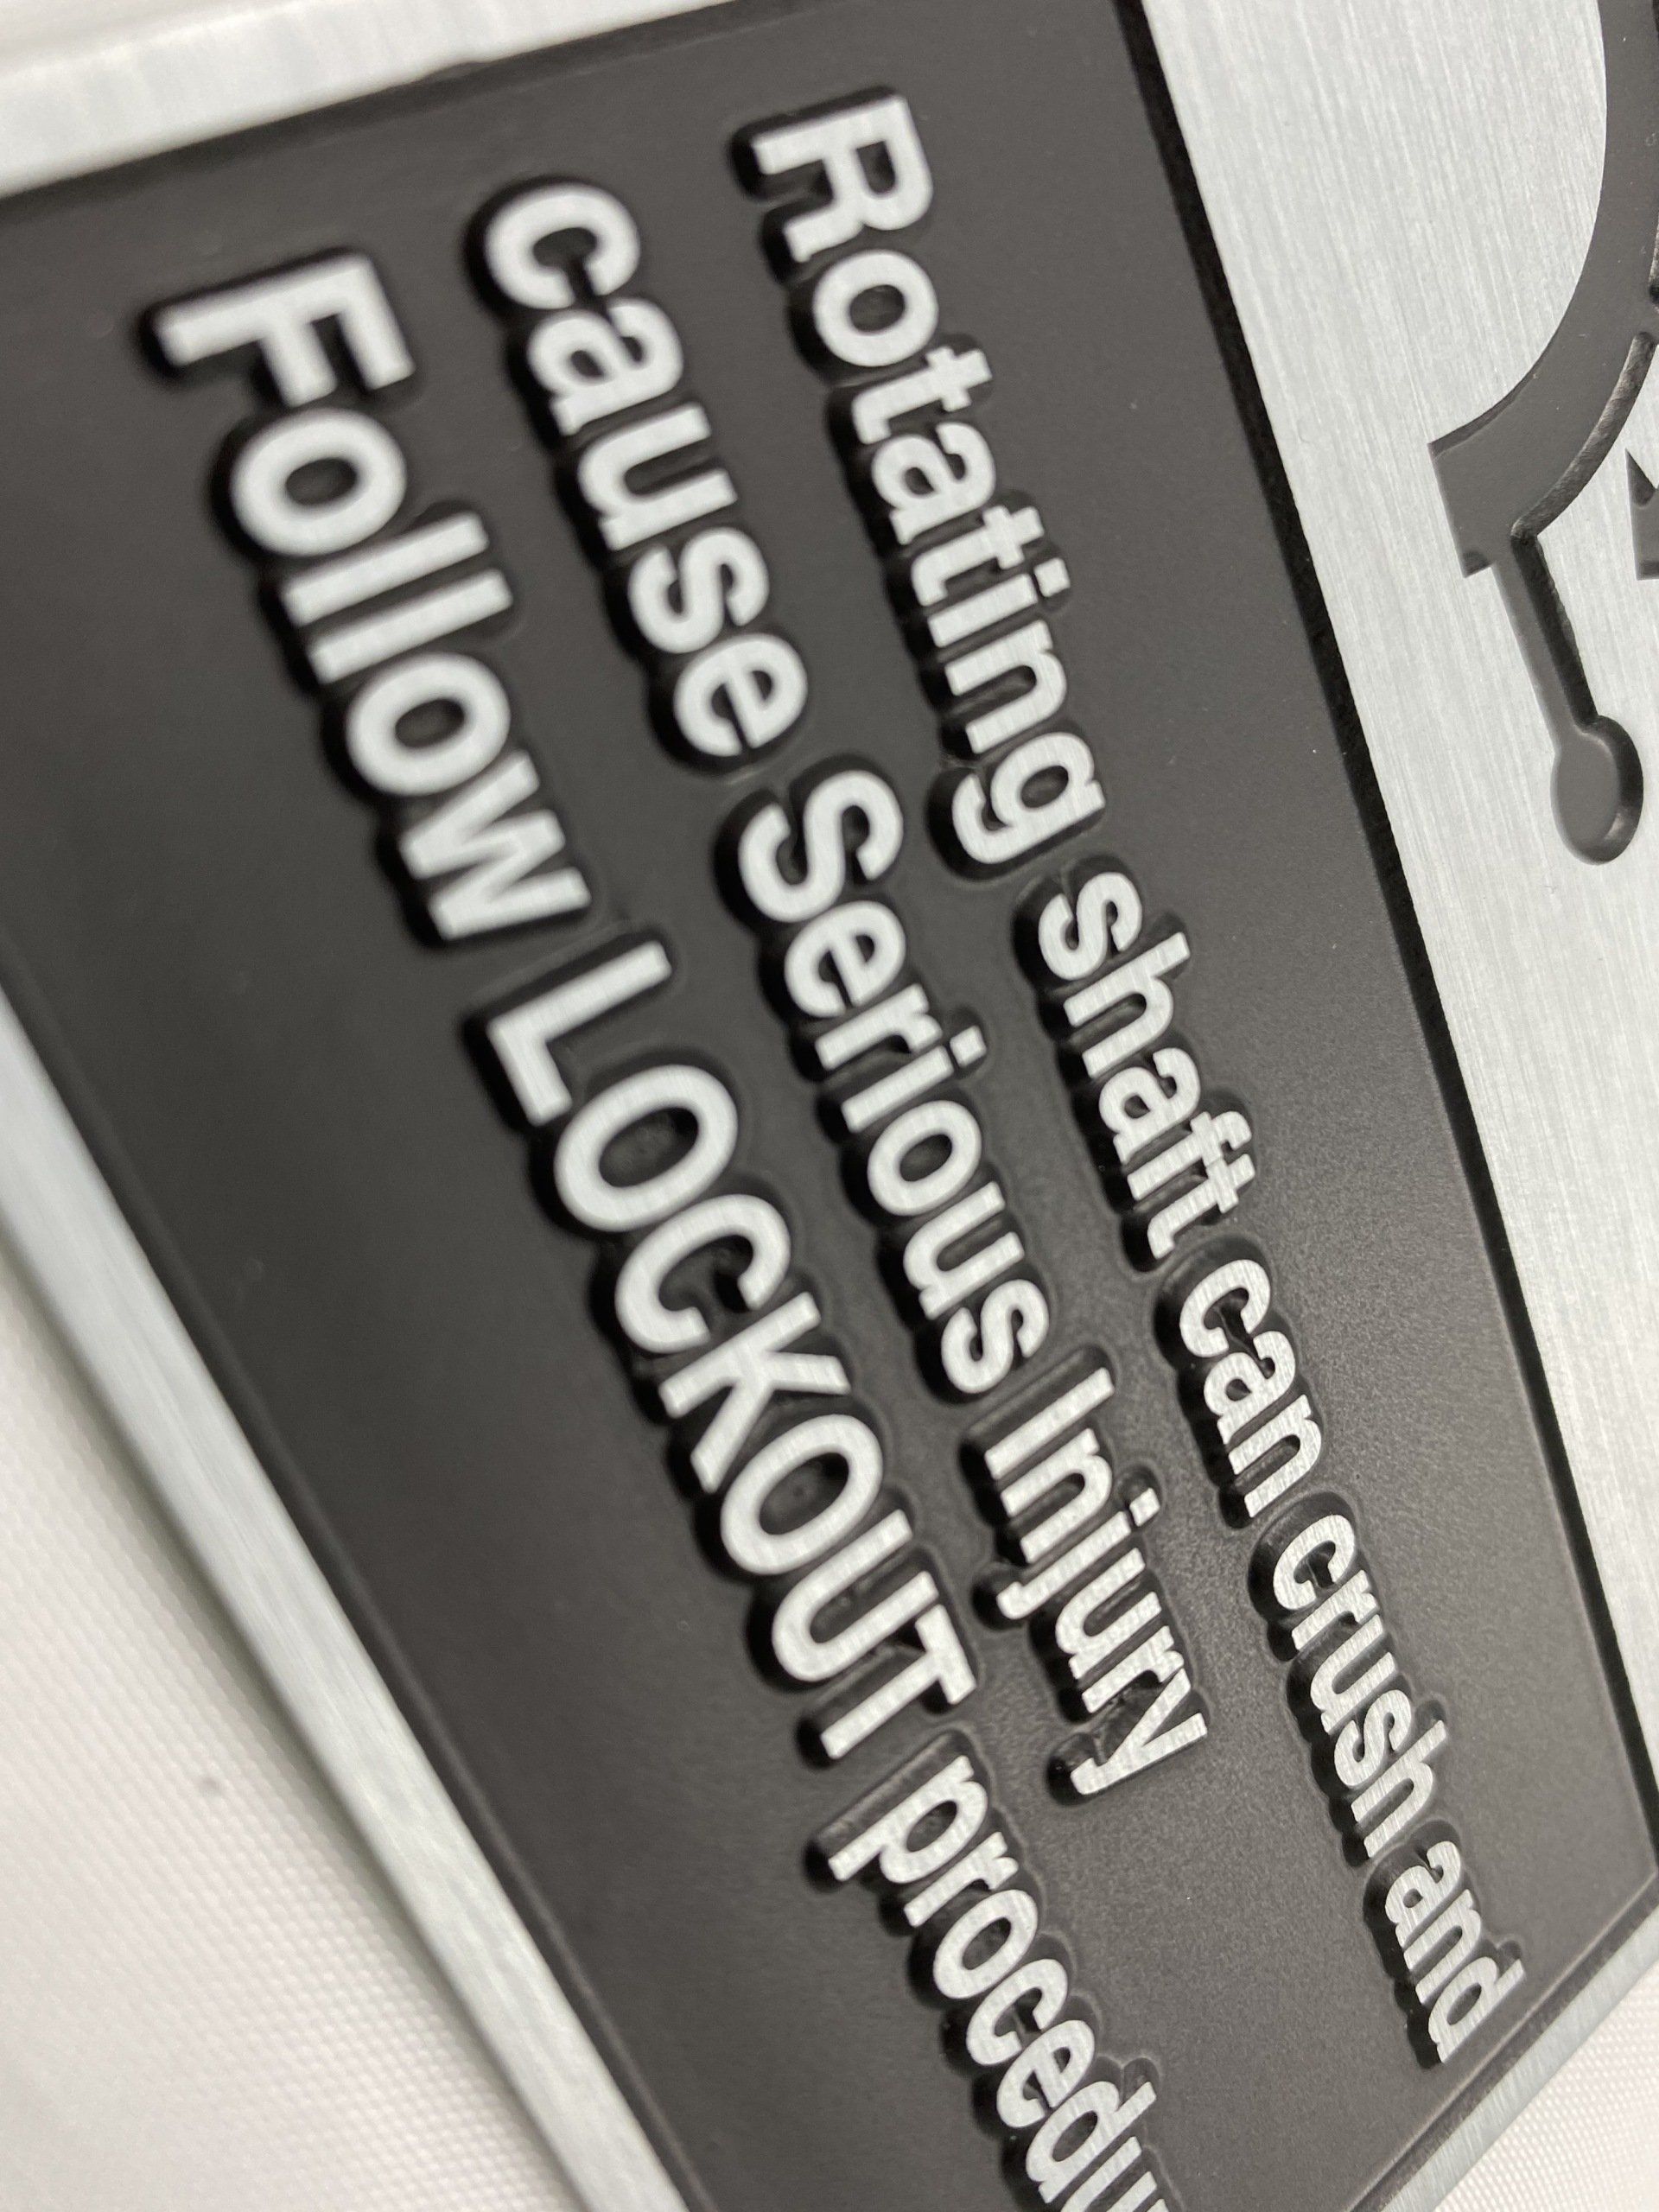 Rotating shaft can crush and
cause Serious Injury
Follow LOCKOUT